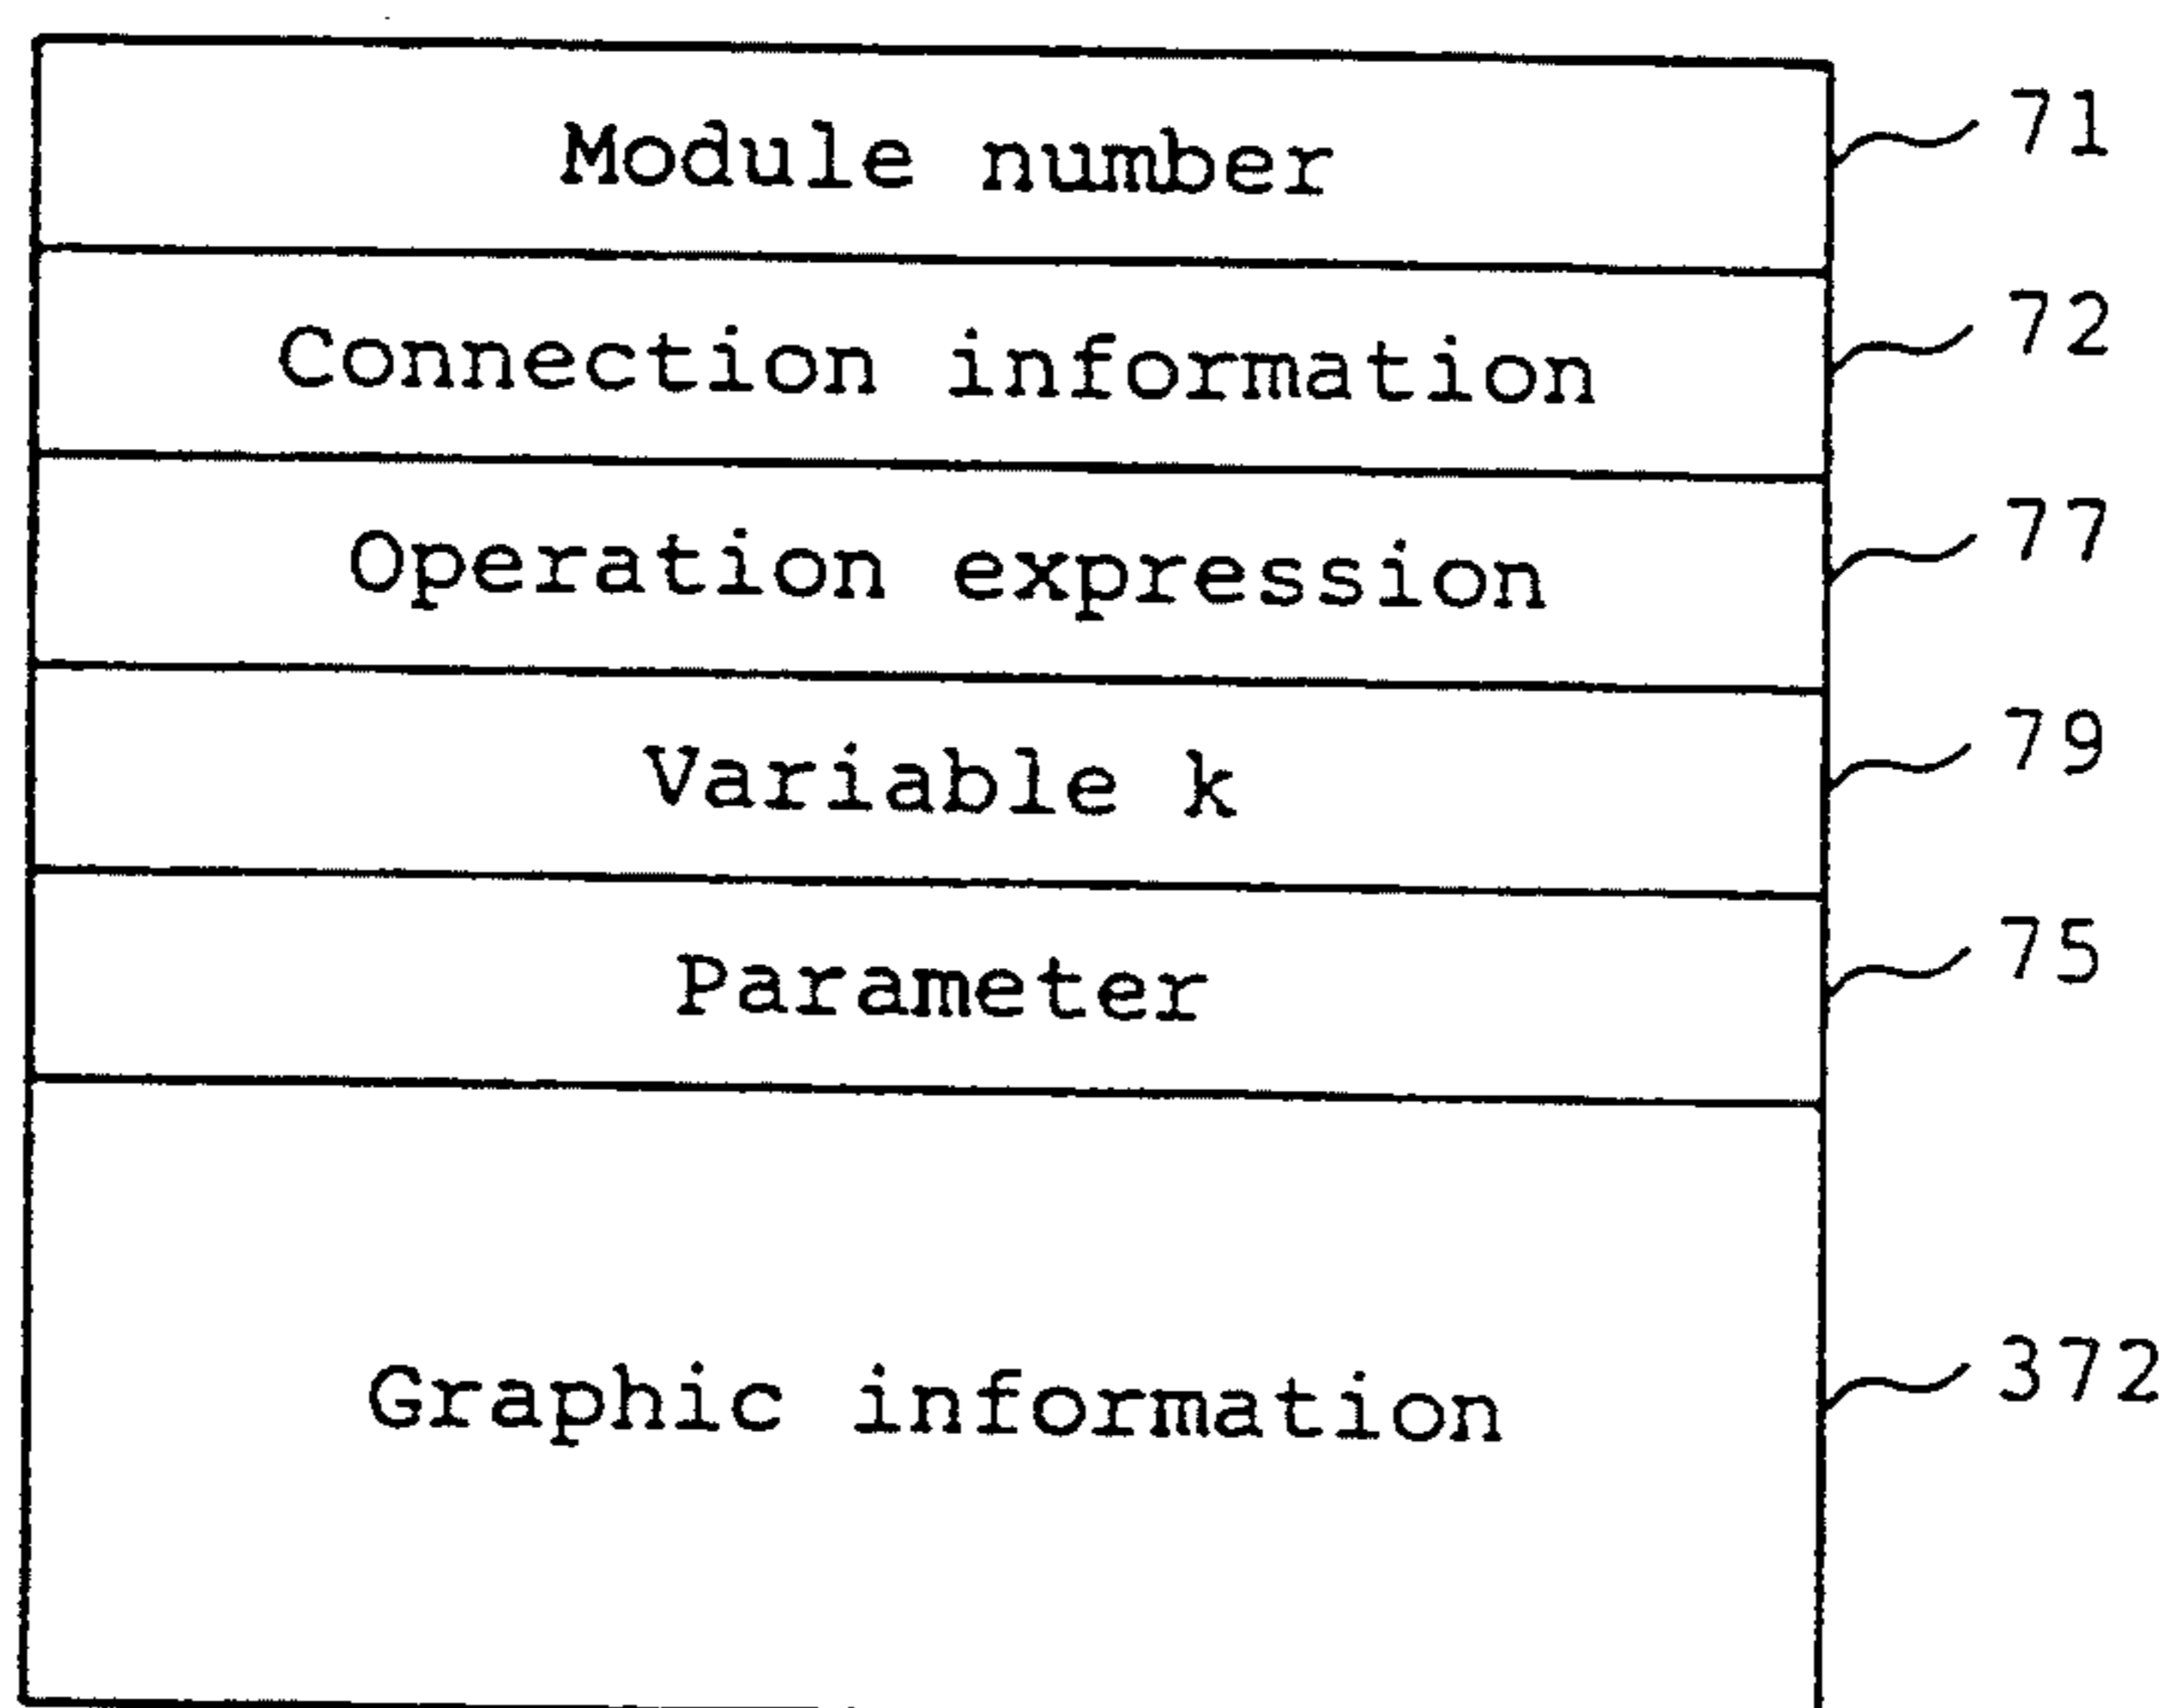 Module number 71
Connection information 72
Operation expression 77
Variable k 79
Parameter 75
Graphic information 372